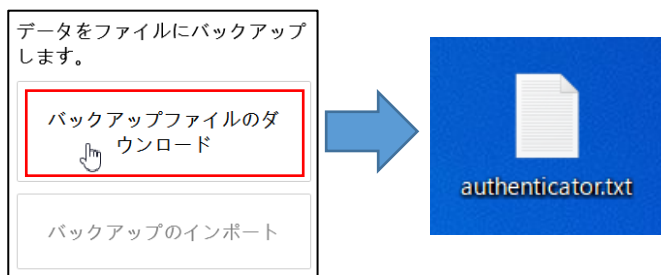 データをファイルにバックアップ
します。
バックアップファイルのダ
ウンロード
バックアップのインポート
authenticator.txt